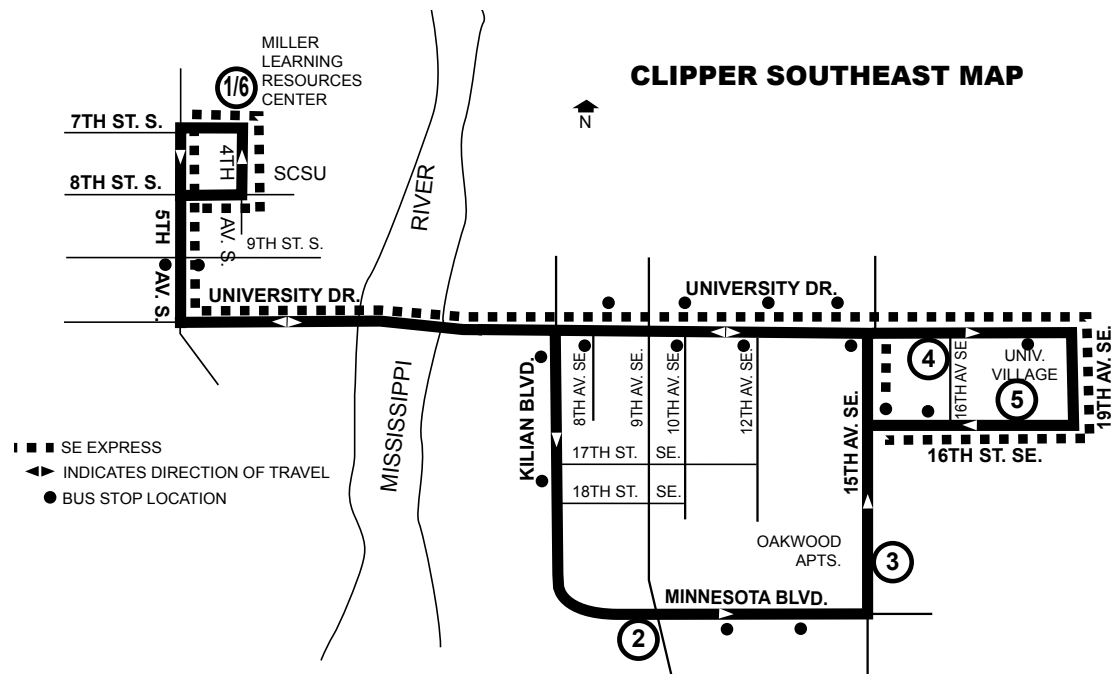 CLIPPER SOUTHEAST MAP
N
MILLER
LEARNING
RESOURCES
CENTER
1/6
7TH ST. S.
8TH ST. S.
4TH
AV. S.
SCSU
5TH
AV. S.
9TH ST. S.
UNIVERSITY DR.
RIVER
MISSISSIPPI
UNIVERSITY DR.
KILIAN BLVD.
8TH AV. SE.
9TH AV. SE.
10TH AV. SE.
12TH AV. SE.
17TH ST. SE.
18TH ST. SE.
15TH AV. SE.
4
16TH AV SE
UNIV.
VILLAGE
5
19TH AV. SE.
16TH ST. SE.
OAKWOOD
APTS.
3
MINNESOTA BLVD.
2
SE EXPRESS
INDICATES DIRECTION OF TRAVEL
BUS STOP LOCATION